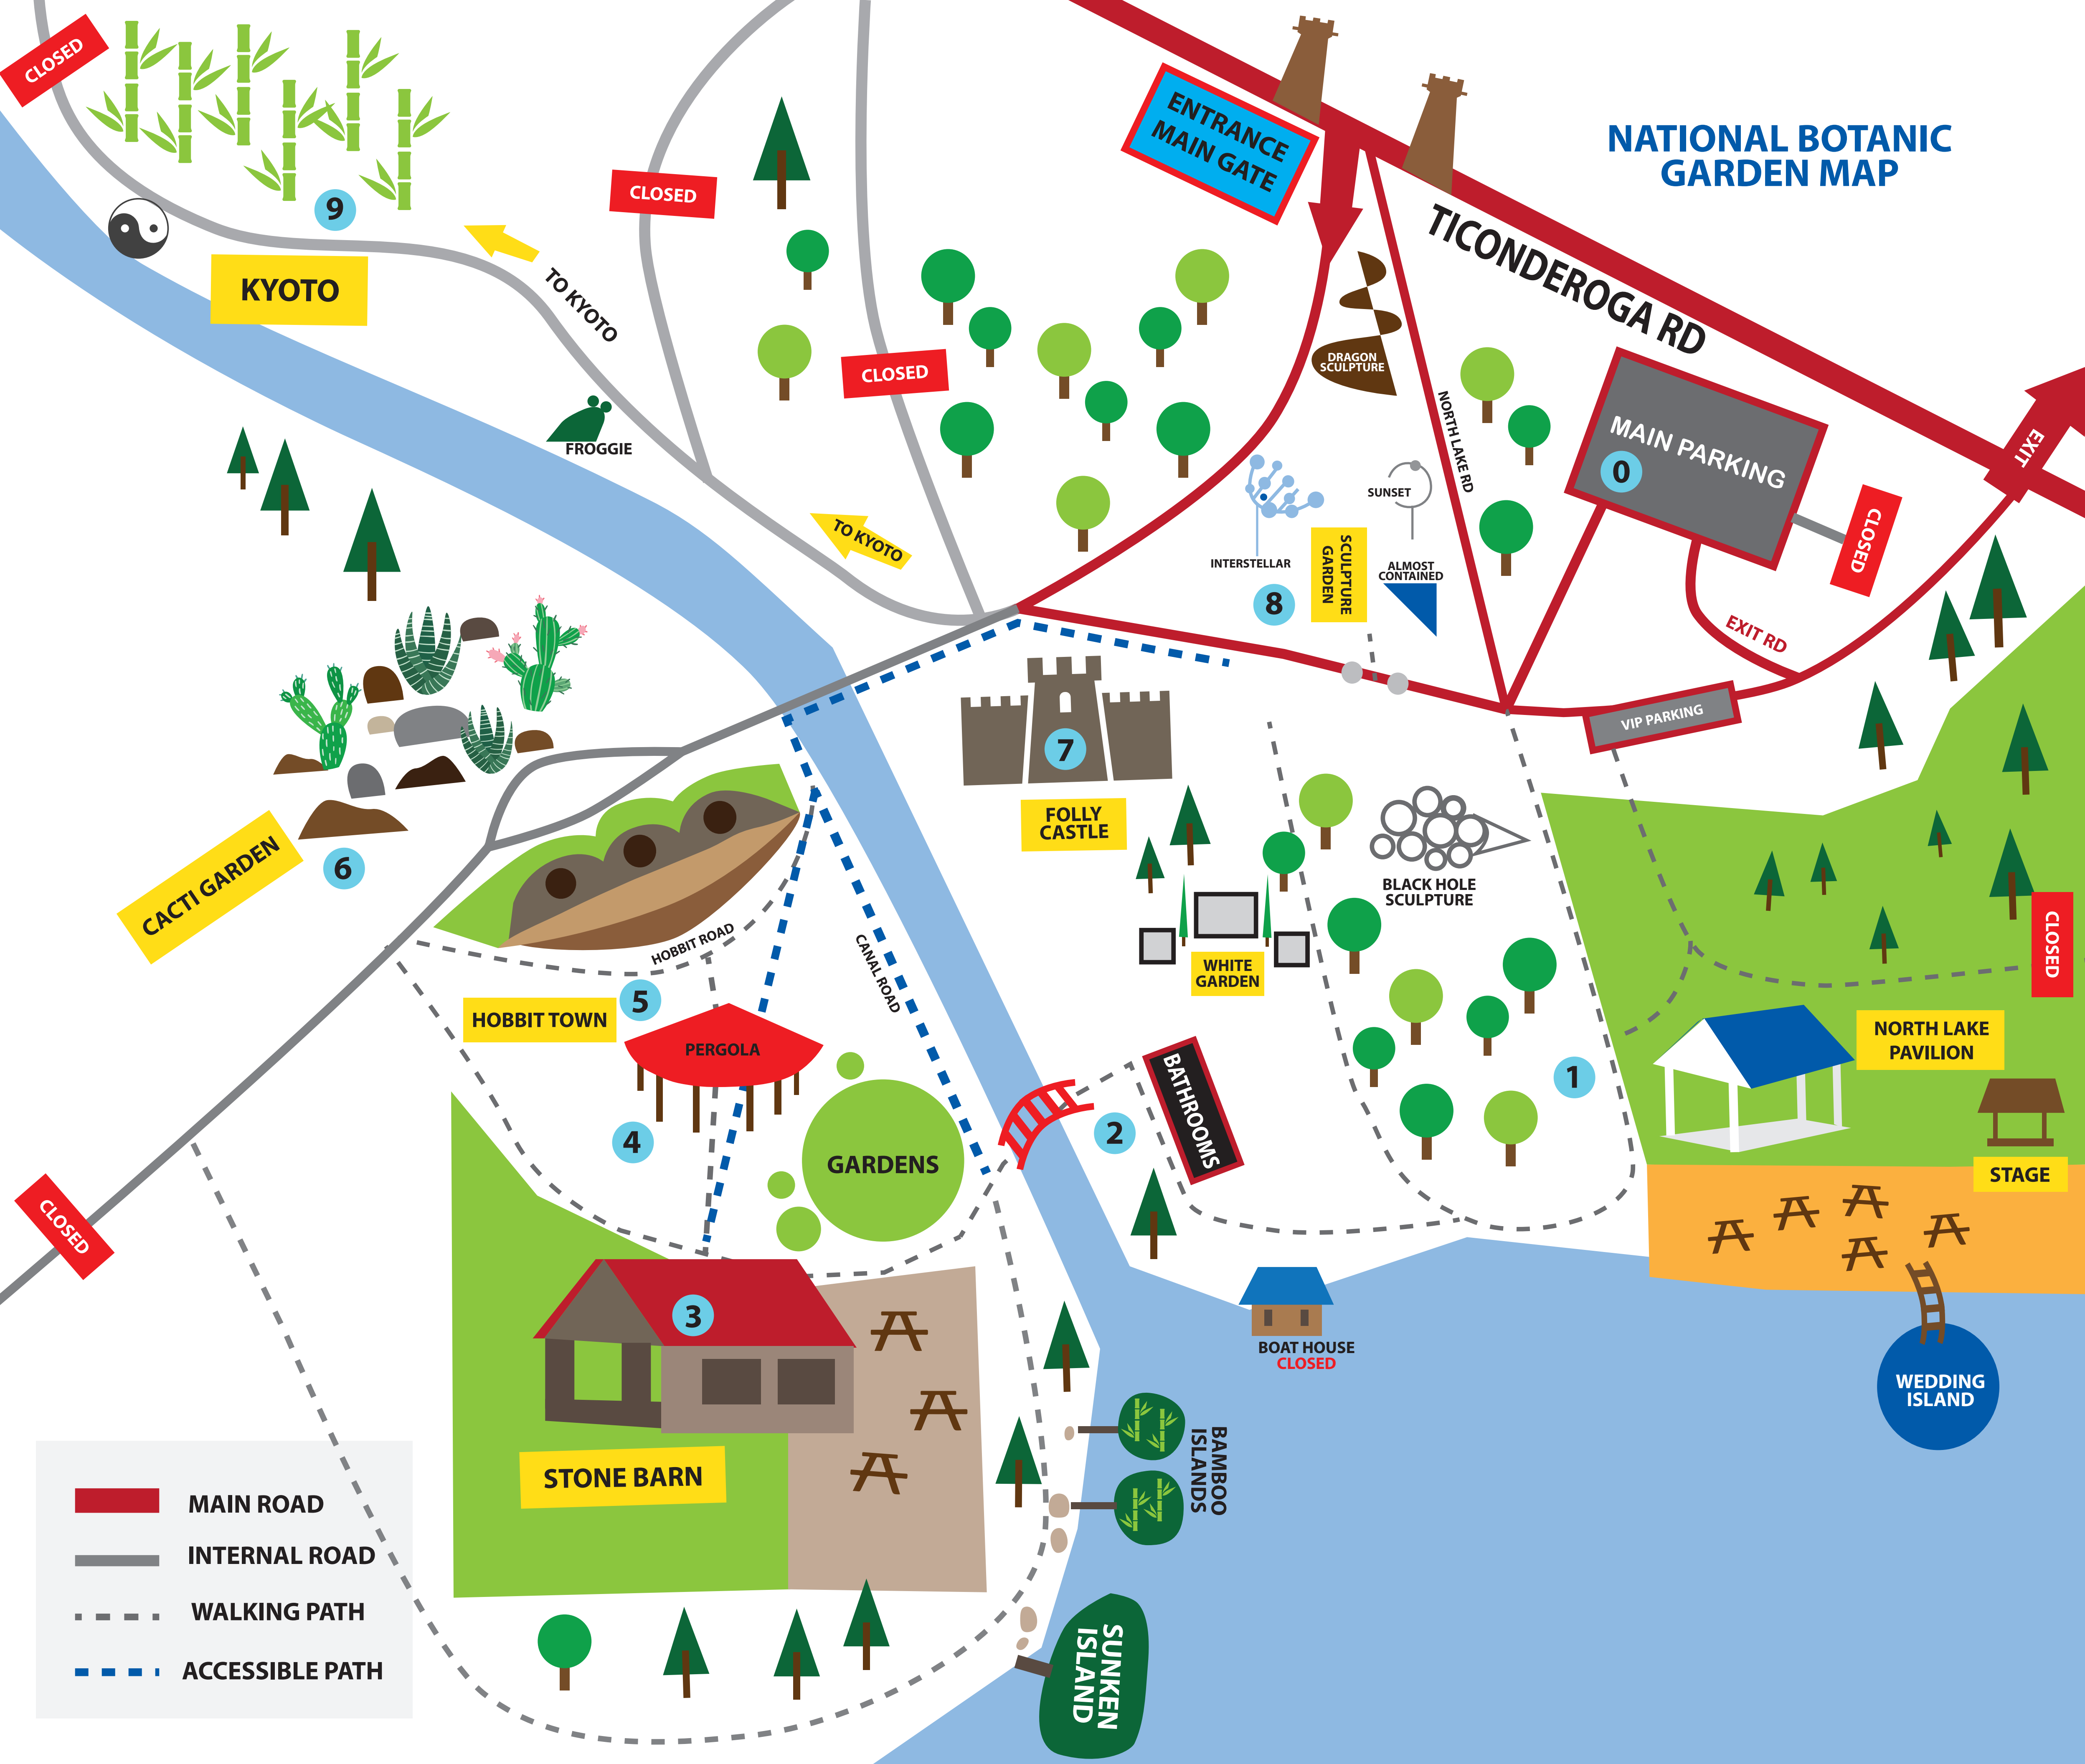 CLOSED
ENTRANCE
MAIN GATE
NATIONAL BOTANIC
GARDEN MAP
TICONDEROGA RD
CLOSED
9
KYOTO
TO KYOTO
DRAGON
SCULPTURE
CLOSED
FROGGIE
NORTH LAKE RD
MAIN PARKING
0
EXIT
CLOSED
TO KYOTO
INTERSTELLAR
SUNSET
SCULPTURE
GARDEN
ALMOST
CONTAINED
8
EXIT RD
VIP PARKING
7
FOLLY
CASTLE
CACTI GARDEN
6
BLACK HOLE
SCULPTURE
HOBBIT ROAD
CANAL ROAD
WHITE
GARDEN
CLOSED
HOBBIT TOWN
5
PERGOLA
NORTH LAKE
PAVILION
1
BATHROOMS
2
4
GARDENS
STAGE
CLOSED
3
BOAT HOUSE
CLOSED
WEDDING
ISLAND
STONE BARN
BAMBOO
ISLANDS
MAIN ROAD
INTERNAL ROAD
WALKING PATH
ACCESSIBLE PATH
SUNKEN
ISLAND